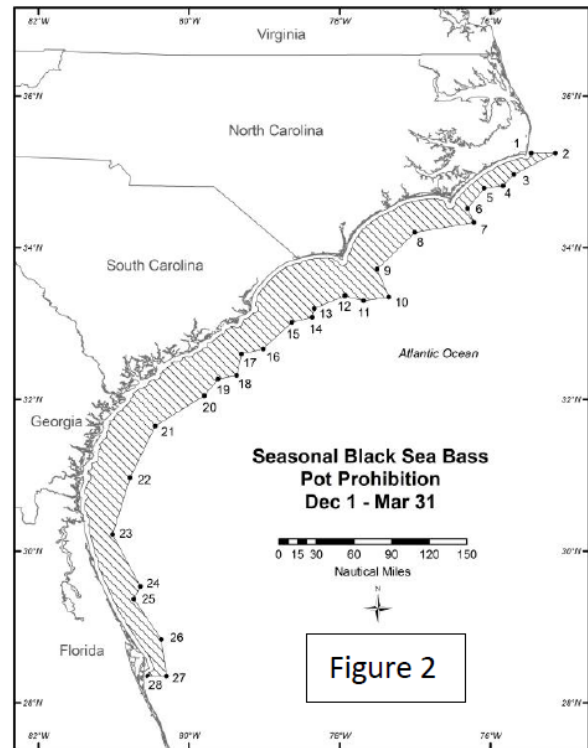 82°W 80°W 78°W 76°W
Virginia
36°N 36°N
North Carolina
1 2
3
5 4
6
7
8
34°N 34°N
South Carolina
9
10
12 11
13
14
15
16
17
Atlantic Ocean
18
19
20
32°N 32°N
Georgia
21
Seasonal Black Sea Bass
Pot Prohibition
Dec 1 - Mar 31
22
23
30°N 30°N
0 15 30 60 90 120 150
Nautical Miles
24
25
N
26
Florida
Figure 2
28 27
28°N 28°N
82°W 80°W 78°W 76°W